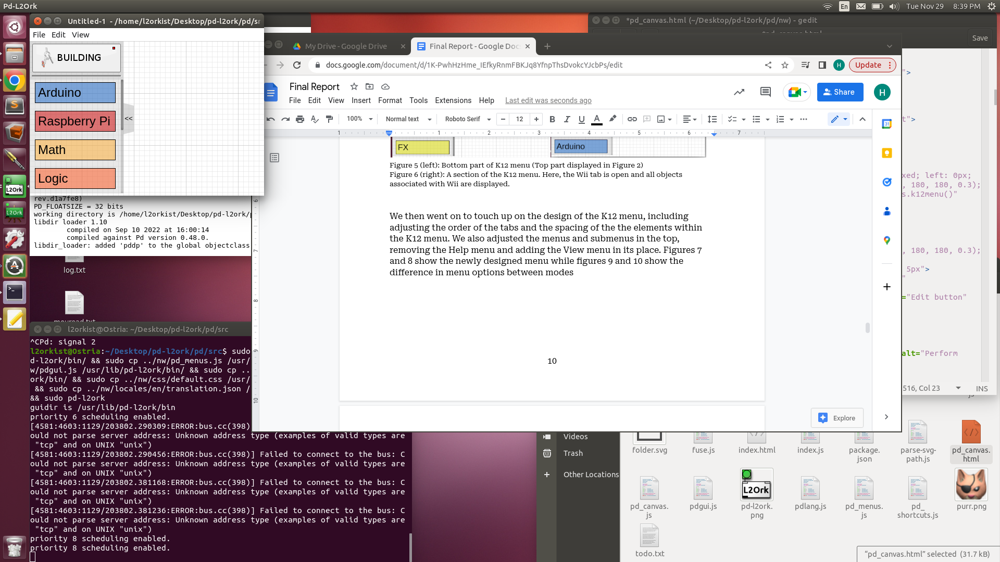 Pd-L2Ork
En
Tue Nov 29
8:39 PM
Untitled-1 - /home/l2orkist/Desktop/pd-l2ork/pd/sr
File Edit View
BUILDING
Arduino
Raspberry Pi
Math
Logic
<<
rev.d1a7fe8)
PD_FLOATSIZE = 32 bits
working directory is /home/l2orkist/Desktop/pd-l2ork/p
libdir loader 1.10
compiled on Sep 10 2022 at 16:00:14
compiled against Pd version 0.48.0.
libdir_loader: added 'pddp' to the global objectclass
log.txt
l2orkist@Ostria: ~/Desktop/pd-l2ork/pd/src
^CPd: signal 2
l2orkist@Ostria:~/Desktop/pd-l2ork/pd/src$ sudo
d-l2ork/bin/ && sudo cp ../nw/pd_menus.js /usr/
w/pdgui.js /usr/lib/pd-l2ork/bin/ && sudo cp ..
ork/bin/ && sudo cp ../nw/css/default.css /usr/
&& sudo cp ../nw/locales/en/translation.json /
&& sudo pd-l2ork
guidir is /usr/lib/pd-l2ork/bin
priority 6 scheduling enabled.
[4581:4603:1129/203802.290309:ERROR:bus.cc(398)
ould not parse server address: Unknown address type (examples of valid types are
"tcp" and on UNIX "unix")
[4581:4603:1129/203802.290456:ERROR:bus.cc(398)] Failed to connect to the bus: C
ould not parse server address: Unknown address type (examples of valid types are
"tcp" and on UNIX "unix")
[4581:4603:1129/203802.381168:ERROR:bus.cc(398)] Failed to connect to the bus: C
ould not parse server address: Unknown address type (examples of valid types are
"tcp" and on UNIX "unix")
[4581:4603:1129/203802.381236:ERROR:bus.cc(398)] Failed to connect to the bus: C
ould not parse server address: Unknown address type (examples of valid types are
"tcp" and on UNIX "unix")
priority 8 scheduling enabled.
priority 8 scheduling enabled.
My Drive - Google Drive
Final Report - Google Doc
docs.google.com/document/d/1K-PwhHzHme_IEfkyRnmFBKJq8YfnpThsDvokcYJcbPs/edit
H
Update
Final Report
File Edit View Insert Format Tools Extensions Help Last edit was seconds ago
Share
H
100% Normal text Roboto Serif 12 B I U A
1 1 2 3 4 5 6 7
6
7
8
9
10
FX
Arduino
Figure 5 (left): Bottom part of K12 menu (Top part displayed in Figure 2)
Figure 6 (right): A section of the K12 menu. Here, the Wii tab is open and all objects
associated with Wii are displayed.
We then went on to touch up on the design of the K12 menu, including
adjusting the order of the tabs and the spacing of the the elements within
the K12 menu. We also adjusted the menus and submenus in the top,
removing the Help menu and adding the View menu in its place. Figures 7
and 8 show the newly designed menu while figures 9 and 10 show the
difference in menu options between modes
10
31
Explore
*pd_canvas.html (~/Desktop/pd-l2ork/pd/nw) - gedit
Save
">
t">
xed; left: 0px;
, 180, 180, 0.3);
s.k12menu()"
, 180, 180, 0.3);
5px">
"
="Edit button"
alt="Perform
516, Col 23
INS
Videos
Trash
Other Locations
folder.svg
fuse.js
index.html
index.js
package.
json
parse-svg-
path.js
pd_canvas.
html
L2Ork
pd_canvas.
js
pdgui.js
pd-l2ork.
png
pdlang.js
pd_menus.
js
pd_
shortcuts.js
purr.png
todo.txt
"pd_canvas.html" selected (31.7 kB)